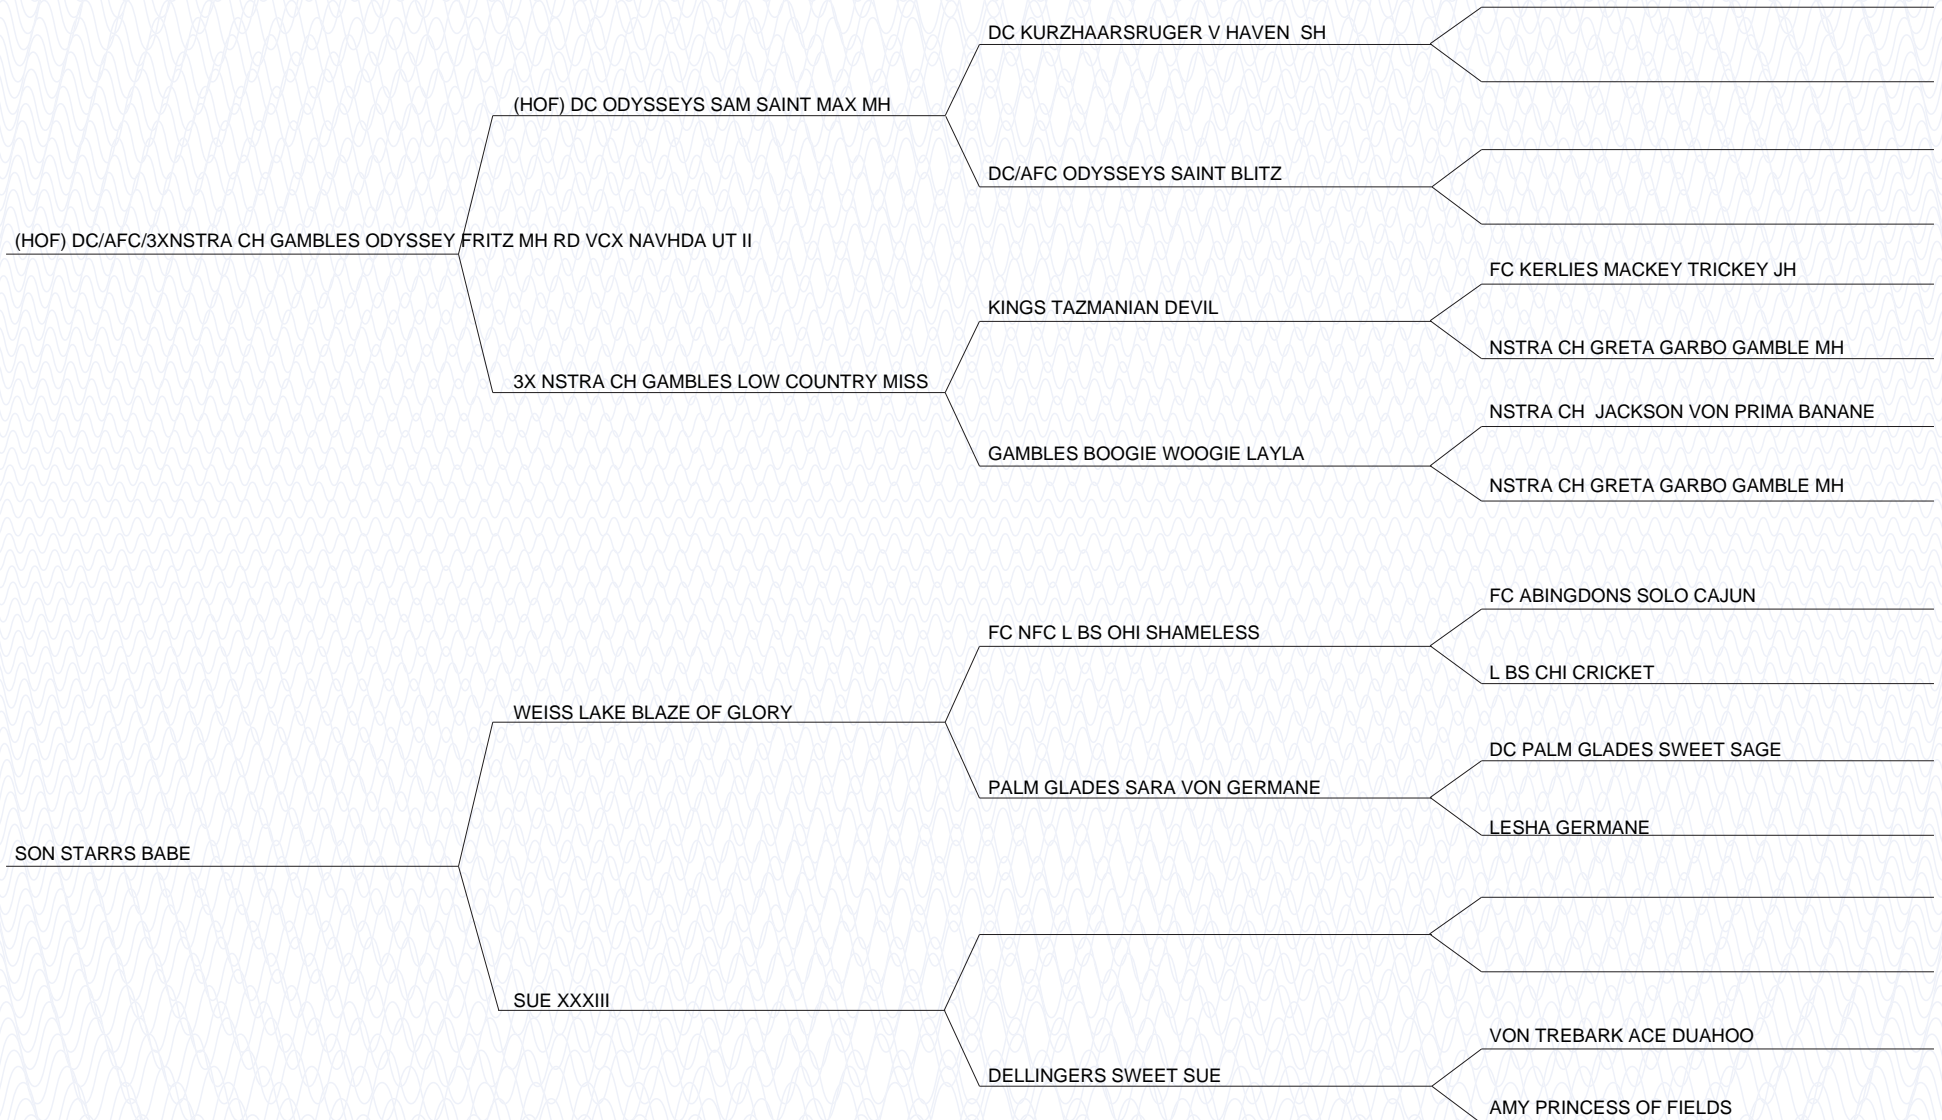 DC KURZHAARSRUGER V HAVEN  SH
(HOF) DC ODYSSEYS SAM SAINT MAX MH
DC/AFC ODYSSEYS SAINT BLITZ
(HOF) DC/AFC/3XNSTRA CH GAMBLES ODYSSEY FRITZ MH RD VCX NAVHDA UT II
FC KERLIES MACKEY TRICKEY JH
KINGS TAZMANIAN DEVIL
NSTRA CH GRETA GARBO GAMBLE MH
3X NSTRA CH GAMBLES LOW COUNTRY MISS
NSTRA CH  JACKSON VON PRIMA BANANE
GAMBLES BOOGIE WOOGIE LAYLA
NSTRA CH GRETA GARBO GAMBLE MH
FC ABINGDONS SOLO CAJUN
FC NFC L BS OHI SHAMELESS
L BS CHI CRICKET
WEISS LAKE BLAZE OF GLORY
DC PALM GLADES SWEET SAGE
PALM GLADES SARA VON GERMANE
LESHA GERMANE
SON STARRS BABE
SUE XXXIII
VON TREBARK ACE DUAHOO
DELLINGERS SWEET SUE
AMY PRINCESS OF FIELDS